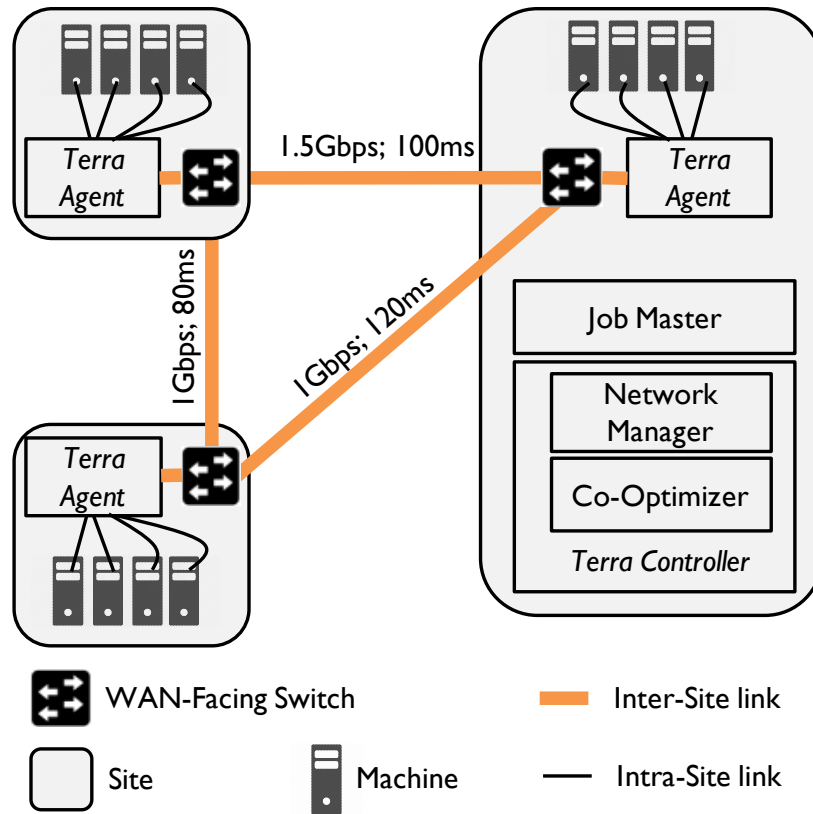 Terra
Agent
1.5Gbps; 100ms
Terra
Agent
1Gbps; 80ms
1Gbps; 120ms
Job Master
Network
Manager
Co-Optimizer
Terra Controller
Terra
Agent
WAN-Facing Switch
Inter-Site link
Site
Machine
Intra-Site link